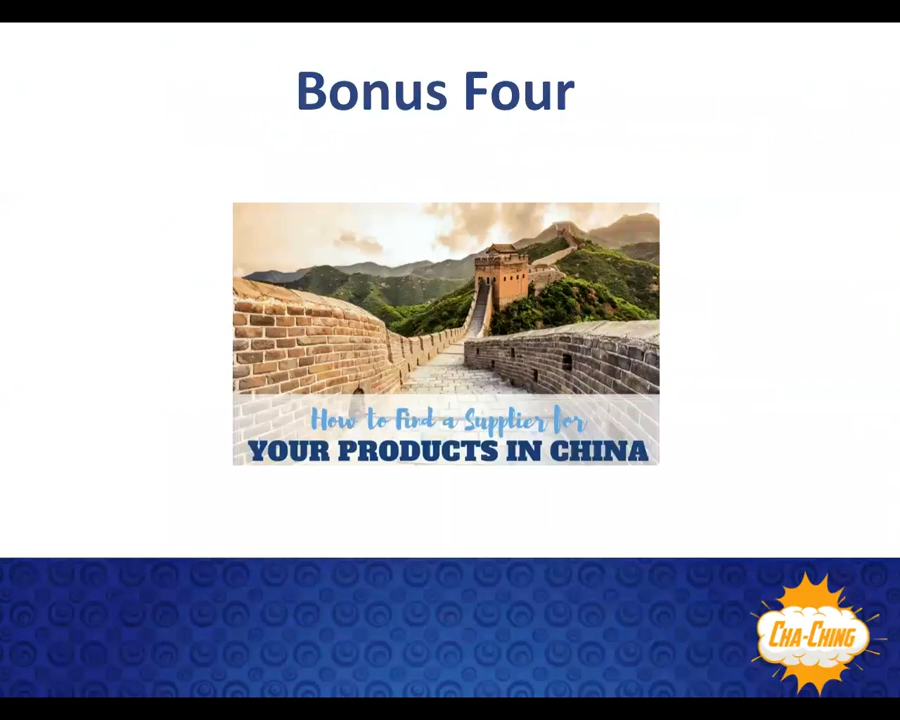 Bonus Four
How to Find a Supplier for
YOUR PRODUCTS IN CHINA
CHA-CHING